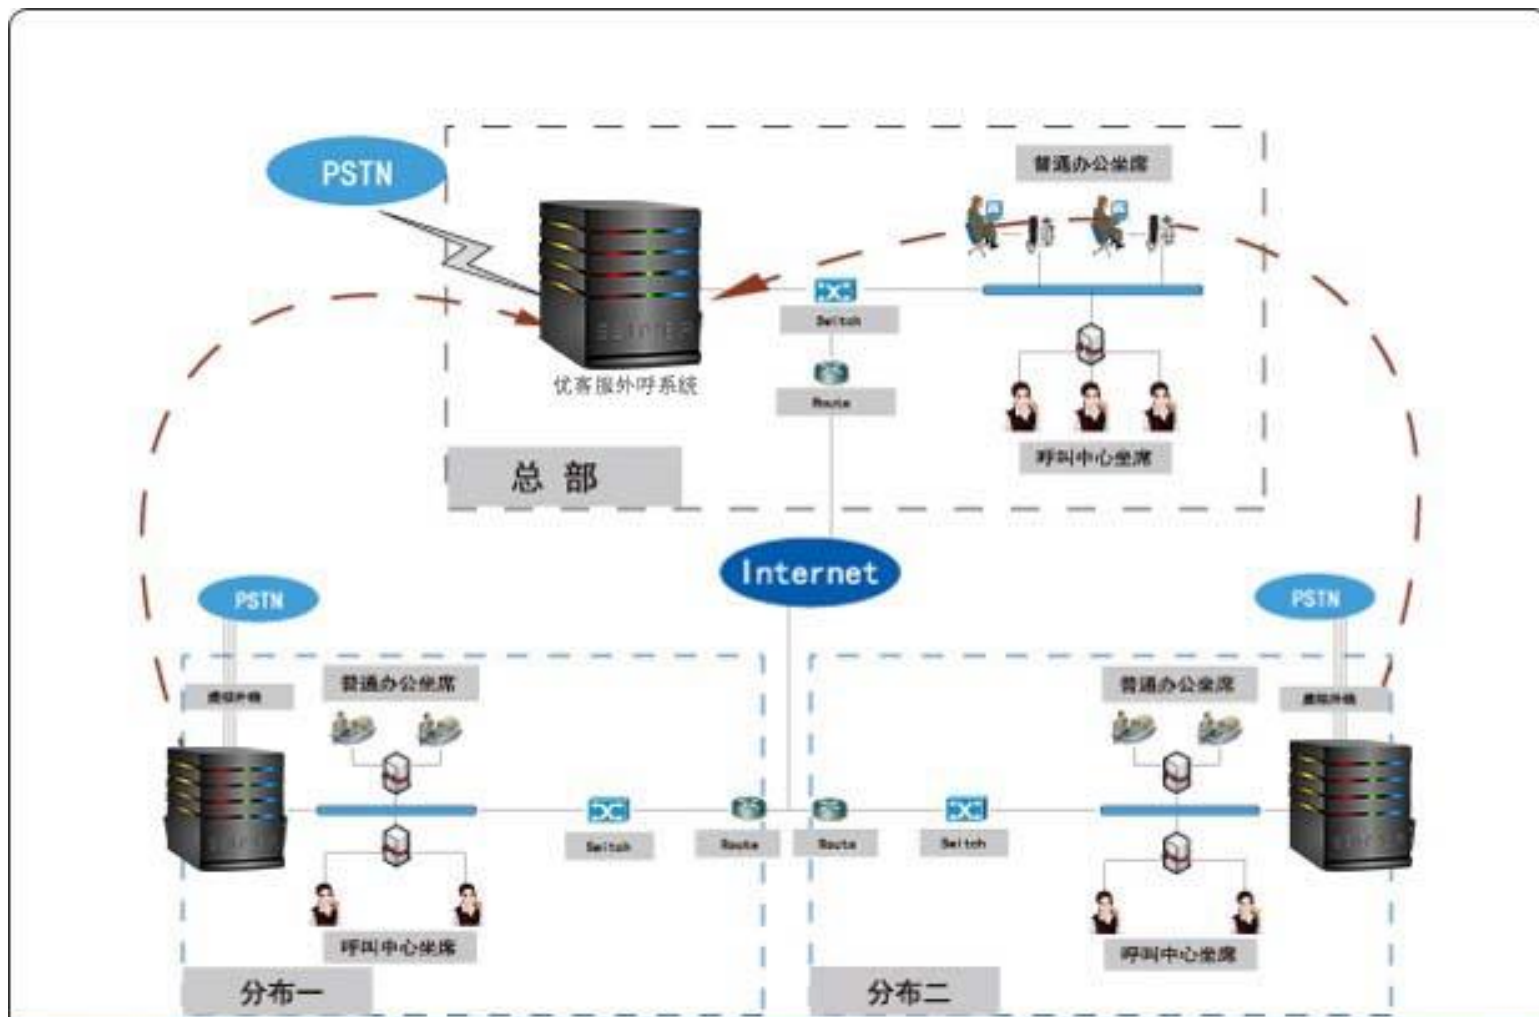 PSTN
普通办公坐席
Switch
优客服外呼系统
Route
呼叫中心坐席
总 部
Internet
PSTN
PSTN
普通办公坐席
普通办公坐席
Switch
Route
Route
Switch
呼叫中心坐席
呼叫中心坐席
分布一
分布二